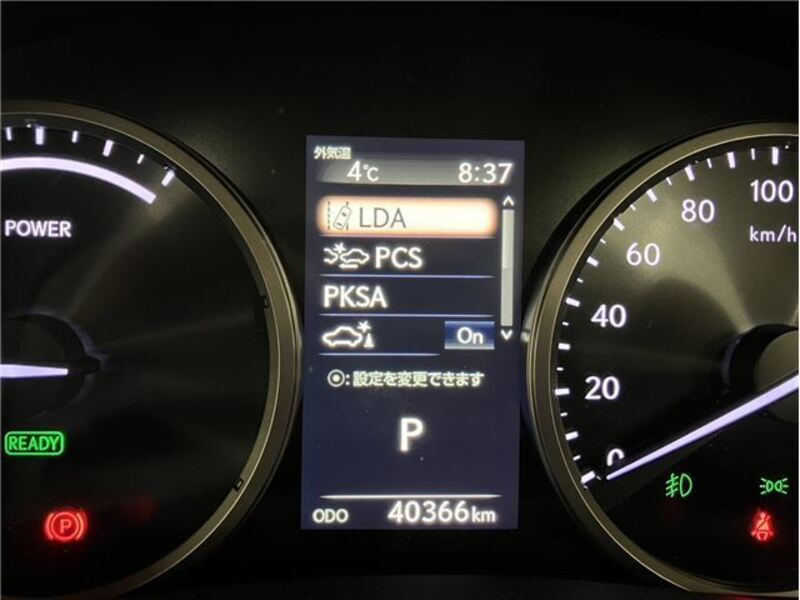 外気温
4℃ 8:37
LDA
PCS
PKSA
On
⦿:設定を変更できます
P
ODO 40366km
POWER
READY
P
100
80
km/h
60
40
20
0